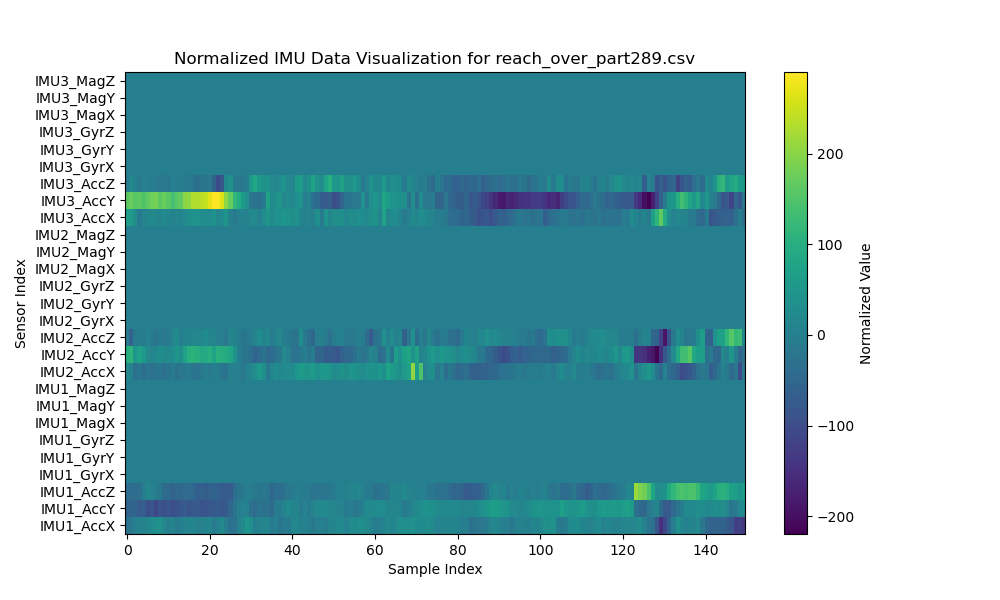 Normalized IMU Data Visualization for reach_over_part289.csv
IMU3_MagZ
IMU3_MagY
IMU3_MagX
IMU3_GyrZ
IMU3_GyrY
IMU3_GyrX
IMU3_AccZ
IMU3_AccY
IMU3_AccX
IMU2_MagZ
IMU2_MagY
IMU2_MagX
IMU2_GyrZ
IMU2_GyrY
IMU2_GyrX
IMU2_AccZ
IMU2_AccY
IMU2_AccX
IMU1_MagZ
IMU1_MagY
IMU1_MagX
IMU1_GyrZ
IMU1_GyrY
IMU1_GyrX
IMU1_AccZ
IMU1_AccY
IMU1_AccX
Sensor Index
0 20 40 60 80 100 120 140
Sample Index
200
100
0
−100
−200
Normalized Value